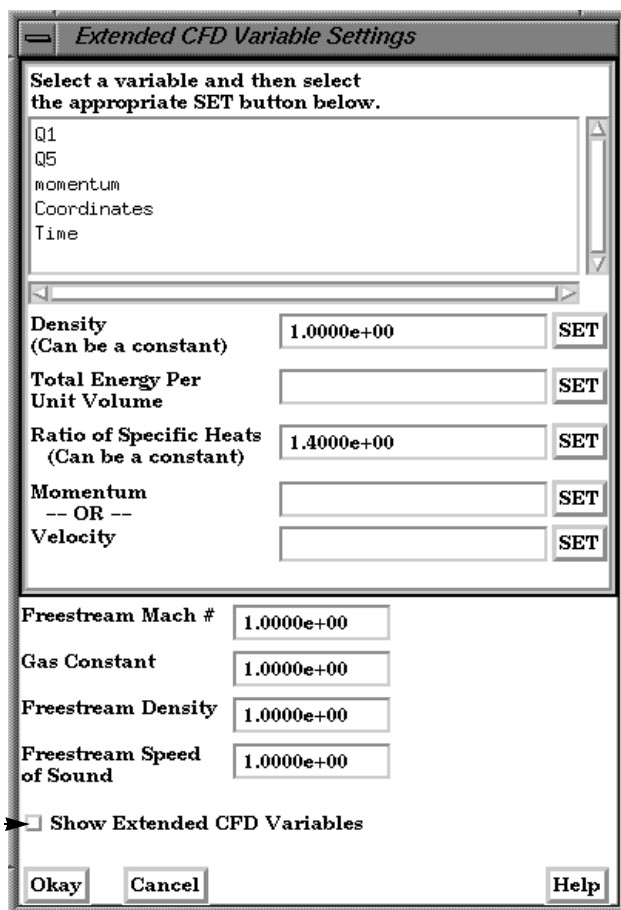 Extended CFD Variable Settings
Select a variable and then select
the appropriate SET button below.
Q1
Q5
momentum
Coordinates
Time
Density
(Can be a constant)
1.0000e+00
SET
Total Energy Per
Unit Volume
SET
Ratio of Specific Heats
(Can be a constant)
1.4000e+00
SET
Momentum
-- OR --
SET
Velocity
SET
Freestream Mach #
1.0000e+00
Gas Constant
1.0000e+00
Freestream Density
1.0000e+00
Freestream Speed
of Sound
1.0000e+00
Show Extended CFD Variables
Okay
Cancel
Help